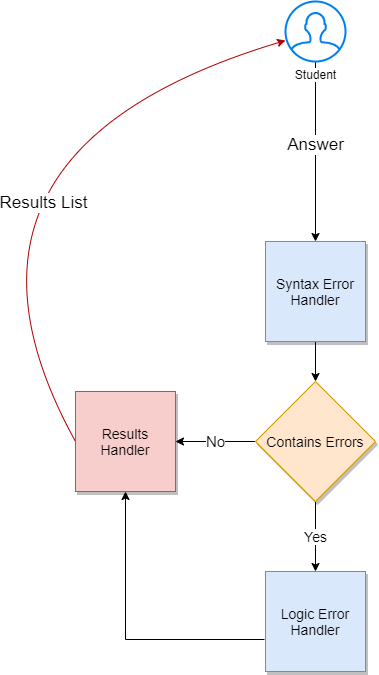 Student
Answer
Results List
Syntax Error
Handler
Results
Handler
No
Contains Errors
Yes
Logic Error
Handler